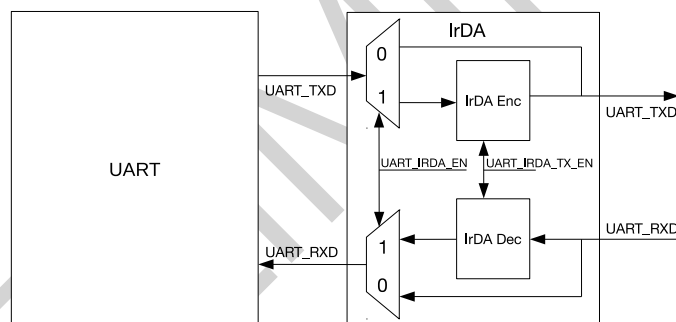 IrDA
0
UART_TXD
1
IrDA Enc
UART_TXD
UART
UART_IRDA_EN
UART_IRDA_TX_EN
UART_RXD
1
IrDA Dec
UART_RXD
0